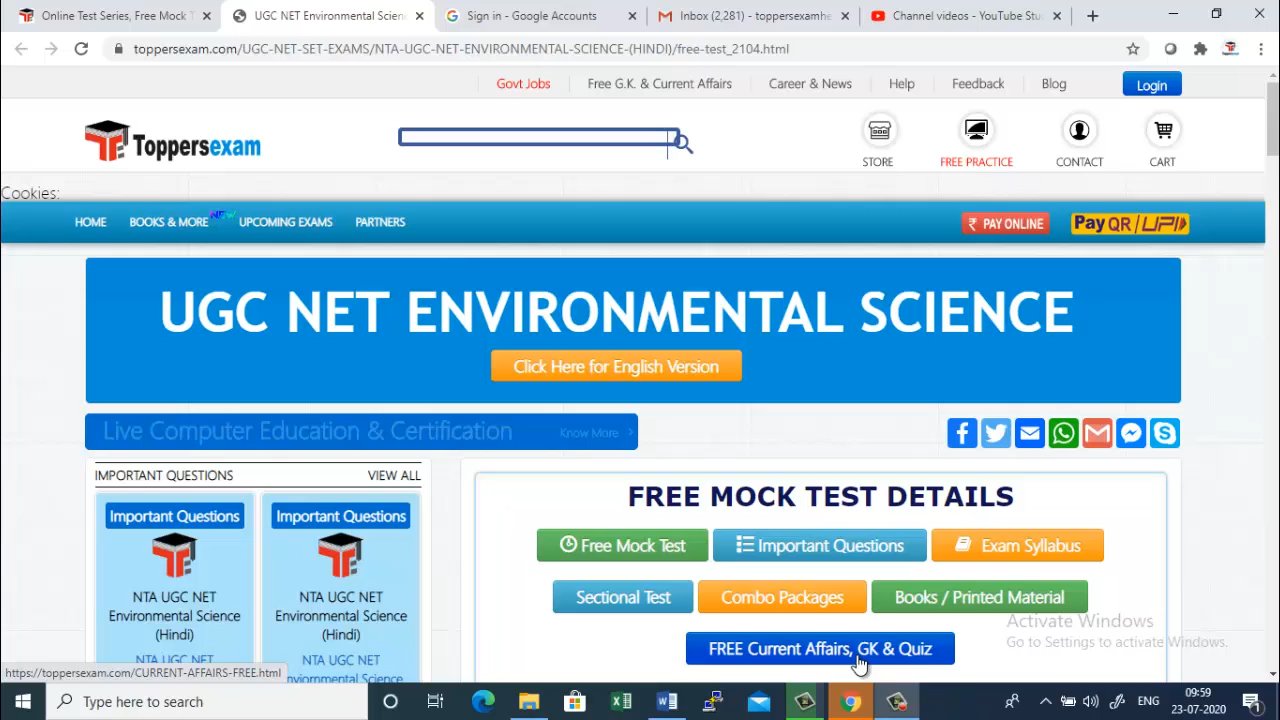 Online Test Series, Free Mock T
UGC NET Environmental Scien
Sign in - Google Accounts
Inbox (2,281) - toppersexamhe
Channel videos - YouTube Stu
toppersexam.com/UGC-NET-SET-EXAMS/NTA-UGC-NET-ENVIRONMENTAL-SCIENCE-(HINDI)/free-test_2104.html
Govt Jobs
Free G.K. & Current Affairs
Career & News
Help
Feedback
Blog
Login
Toppersexam
STORE
FREE PRACTICE
CONTACT
CART
Cookies:
HOME
BOOKS & MORE
NEW
UPCOMING EXAMS
PARTNERS
₹ PAY ONLINE
Pay QR / UPI
UGC NET ENVIRONMENTAL SCIENCE
Click Here for English Version
Live Computer Education & Certification
Know More >
IMPORTANT QUESTIONS
VIEW ALL
Important Questions
NTA UGC NET
Environmental Science
(Hindi)
NTA UGC NET
Important Questions
NTA UGC NET
Environmental Science
(Hindi)
NTA UGC NET
Environmental Science
FREE MOCK TEST DETAILS
Free Mock Test
Important Questions
Exam Syllabus
Sectional Test
Combo Packages
Books / Printed Material
FREE Current Affairs, GK & Quiz
Activate Windows
Go to Settings to activate Windows.
https://toppersexam.com/CURRENT-AFFAIRS-FREE.html
Type here to search
ENG
09:59
23-07-2020
1